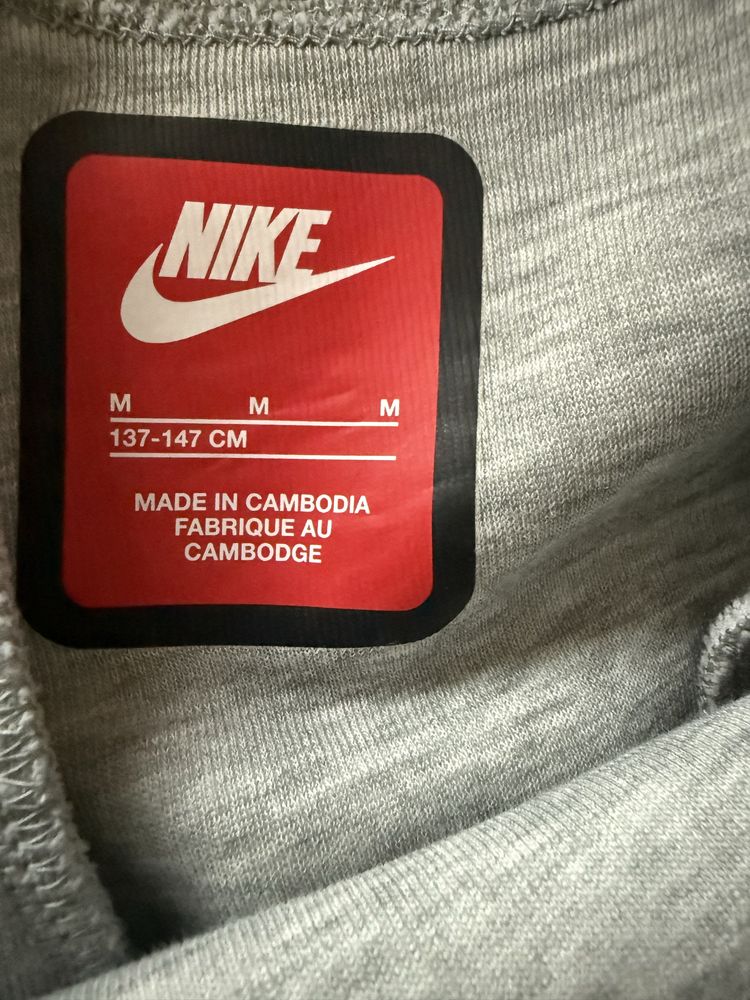 NIKE
M M M
137-147 CM
MADE IN CAMBODIA
FABRIQUE AU
CAMBODGE